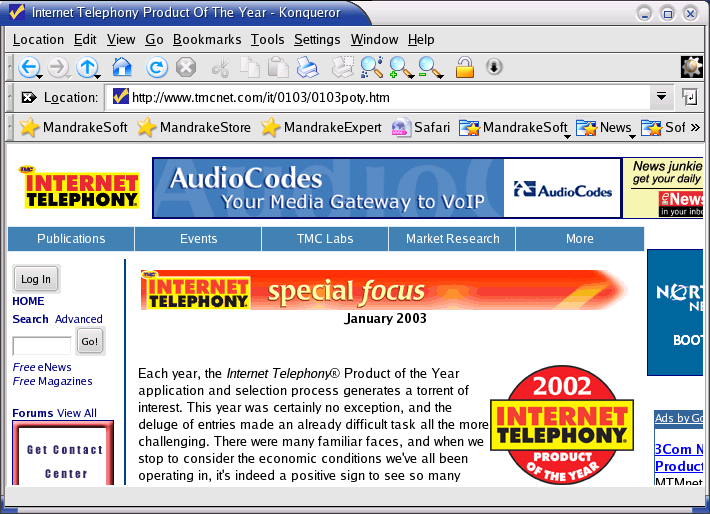 Internet Telephony Product Of The Year - Konqueror
Location Edit View Go Bookmarks Tools Settings Window Help
Location: http://www.tmcnet.com/it/0103/0103poty.htm
MandrakeSoft MandrakeStore MandrakeExpert Safari MandrakeSoft News Sof »
TMC
INTERNET
TELEPHONY
AudioCodes
Your Media Gateway to VoIP
AudioCodes
News junkie
get your daily
eNews
in your inbo
Publications Events TMC Labs Market Research More
Log In
HOME
Search Advanced
Go!
Free eNews
Free Magazines
Forums View All
Get Contact
Center
TMC
INTERNET
TELEPHONY
special focus
January 2003
Each year, the Internet Telephony® Product of the Year
application and selection process generates a torrent of
interest. This year was certainly no exception, and the
deluge of entries made an already difficult task all the more
challenging. There were many familiar faces, and when we
stop to consider the economic conditions we've all been
operating in, it's indeed a positive sign to see so many
2002
INTERNET
TELEPHONY
PRODUCT
OF THE YEAR
NORT
NE
BOOT
Ads by Go
3Com N
Product
MTMnet